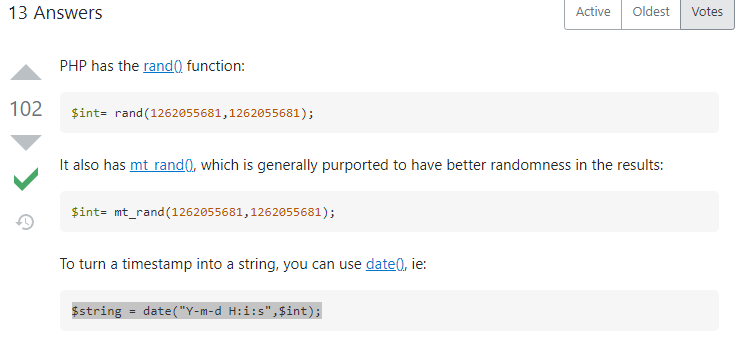 13 Answers
Active Oldest Votes
PHP has the rand() function:
102
$int= rand(1262055681,1262055681);
It also has mt_rand(), which is generally purported to have better randomness in the results:
$int= mt_rand(1262055681,1262055681);
To turn a timestamp into a string, you can use date(), ie:
$string = date("Y-m-d H:i:s",$int);